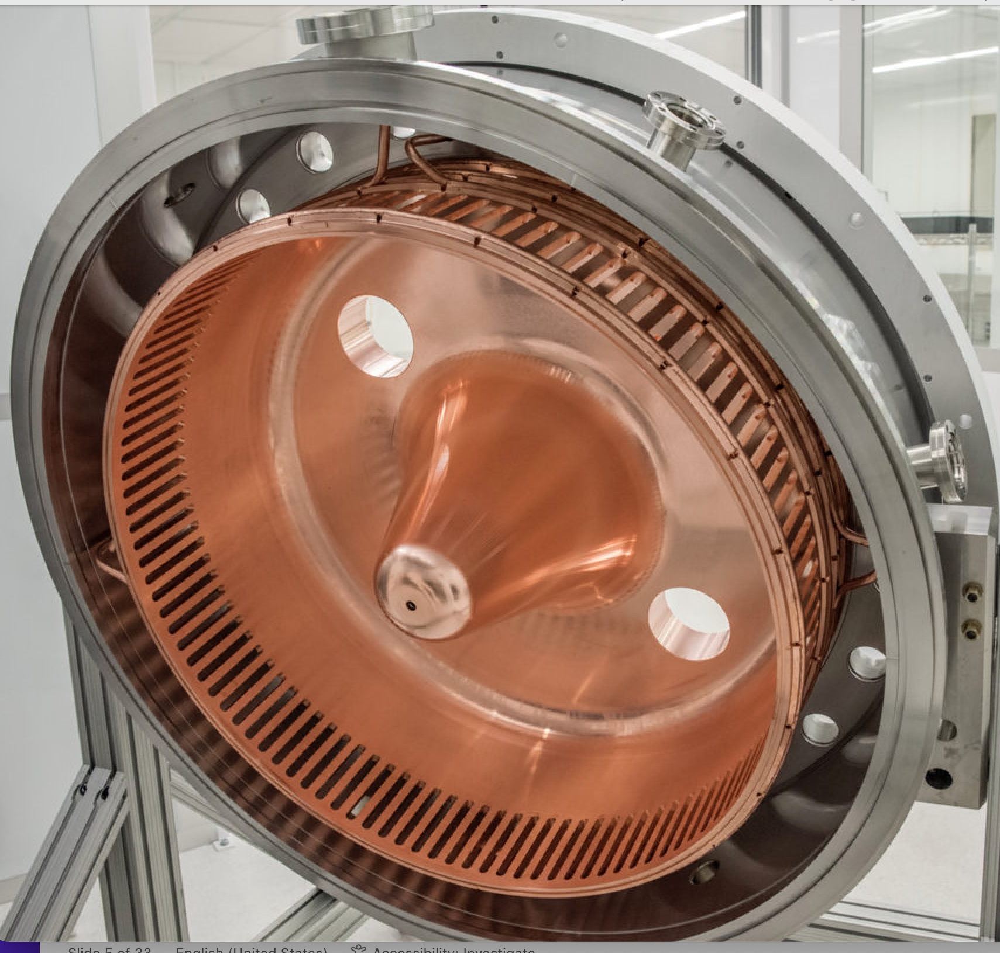 Slide 5 of 33 English (United States) Accessibility: Investigate